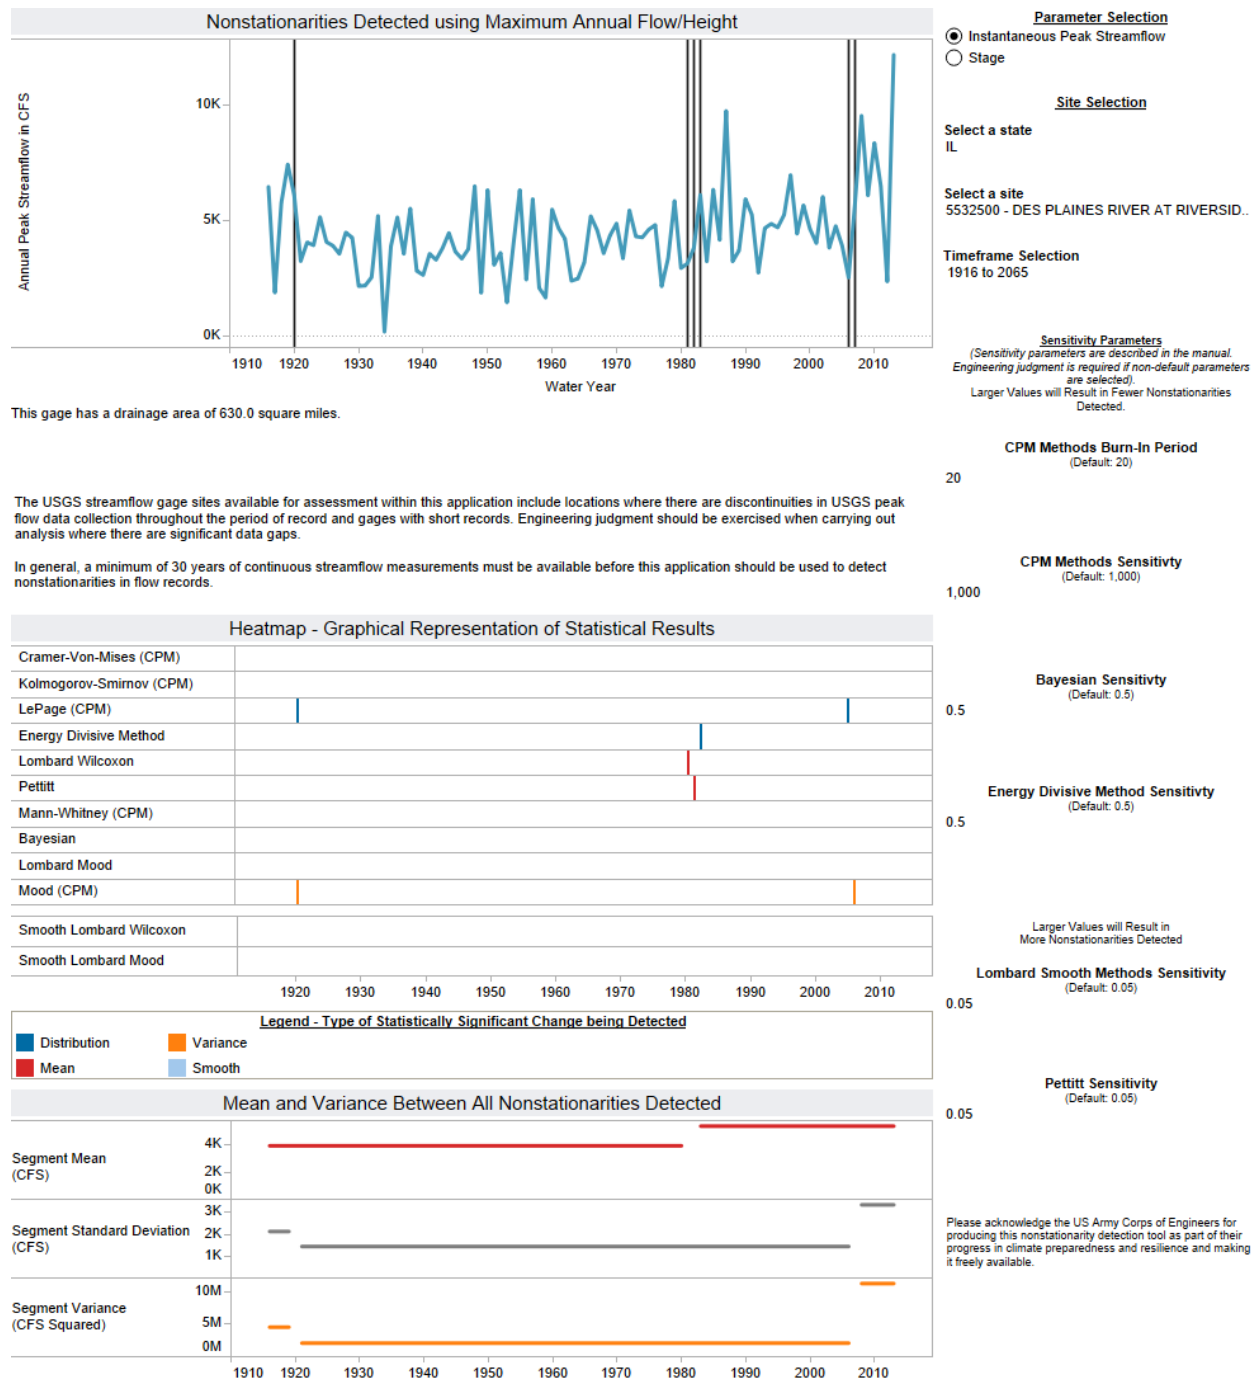 Nonstationarities Detected using Maximum Annual Flow/Height
Annual Peak Streamflow in CFS
10K
5K
0K
1910 1920 1930 1940 1950 1960 1970 1980 1990 2000 2010
Water Year
This gage has a drainage area of 630.0 square miles.
The USGS streamflow gage sites available for assessment within this application include locations where there are discontinuities in USGS peak
flow data collection throughout the period of record and gages with short records. Engineering judgment should be exercised when carrying out
analysis where there are significant data gaps.
In general, a minimum of 30 years of continuous streamflow measurements must be available before this application should be used to detect
nonstationarities in flow records.
Heatmap - Graphical Representation of Statistical Results
Cramer-Von-Mises (CPM)
Kolmogorov-Smirnov (CPM)
LePage (CPM)
Energy Divisive Method
Lombard Wilcoxon
Pettitt
Mann-Whitney (CPM)
Bayesian
Lombard Mood
Mood (CPM)
Smooth Lombard Wilcoxon
Smooth Lombard Mood
1920 1930 1940 1950 1960 1970 1980 1990 2000 2010
Legend - Type of Statistically Significant Change being Detected
Distribution Variance
Mean Smooth
Mean and Variance Between All Nonstationarities Detected
Segment Mean
(CFS)
4K
2K
0K
Segment Standard Deviation
(CFS)
3K
2K
1K
Segment Variance
(CFS Squared)
10M
5M
0M
1910 1920 1930 1940 1950 1960 1970 1980 1990 2000 2010
Parameter Selection
Instantaneous Peak Streamflow
Stage
Site Selection
Select a state
IL
Select a site
5532500 - DES PLAINES RIVER AT RIVERSID..
Timeframe Selection
1916 to 2065
Sensitivity Parameters
(Sensitivity parameters are described in the manual.
Engineering judgment is required if non-default parameters
are selected).
Larger Values will Result in Fewer Nonstationarities
Detected.
CPM Methods Burn-In Period
(Default: 20)
20
CPM Methods Sensitivty
(Default: 1,000)
1,000
Bayesian Sensitivty
(Default: 0.5)
0.5
Energy Divisive Method Sensitivty
(Default: 0.5)
0.5
Larger Values will Result in
More Nonstationarities Detected
Lombard Smooth Methods Sensitivity
(Default: 0.05)
0.05
Pettitt Sensitivity
(Default: 0.05)
0.05
Please acknowledge the US Army Corps of Engineers for
producing this nonstationarity detection tool as part of their
progress in climate preparedness and resilience and making
it freely available.